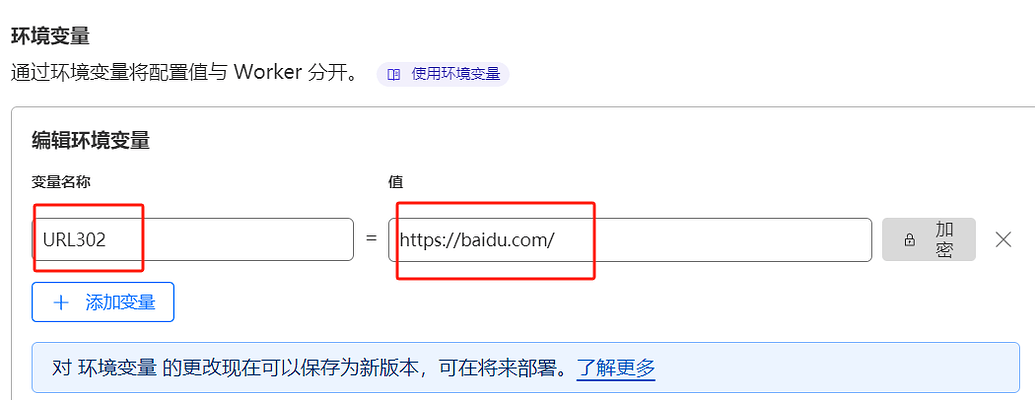 环境变量
通过环境变量将配置值与 Worker 分开。 使用环境变量
编辑环境变量
变量名称 值
URL302 = https://baidu.com/ 加密
添加变量
对 环境变量 的更改现在可以保存为新版本，可在将来部署。了解更多